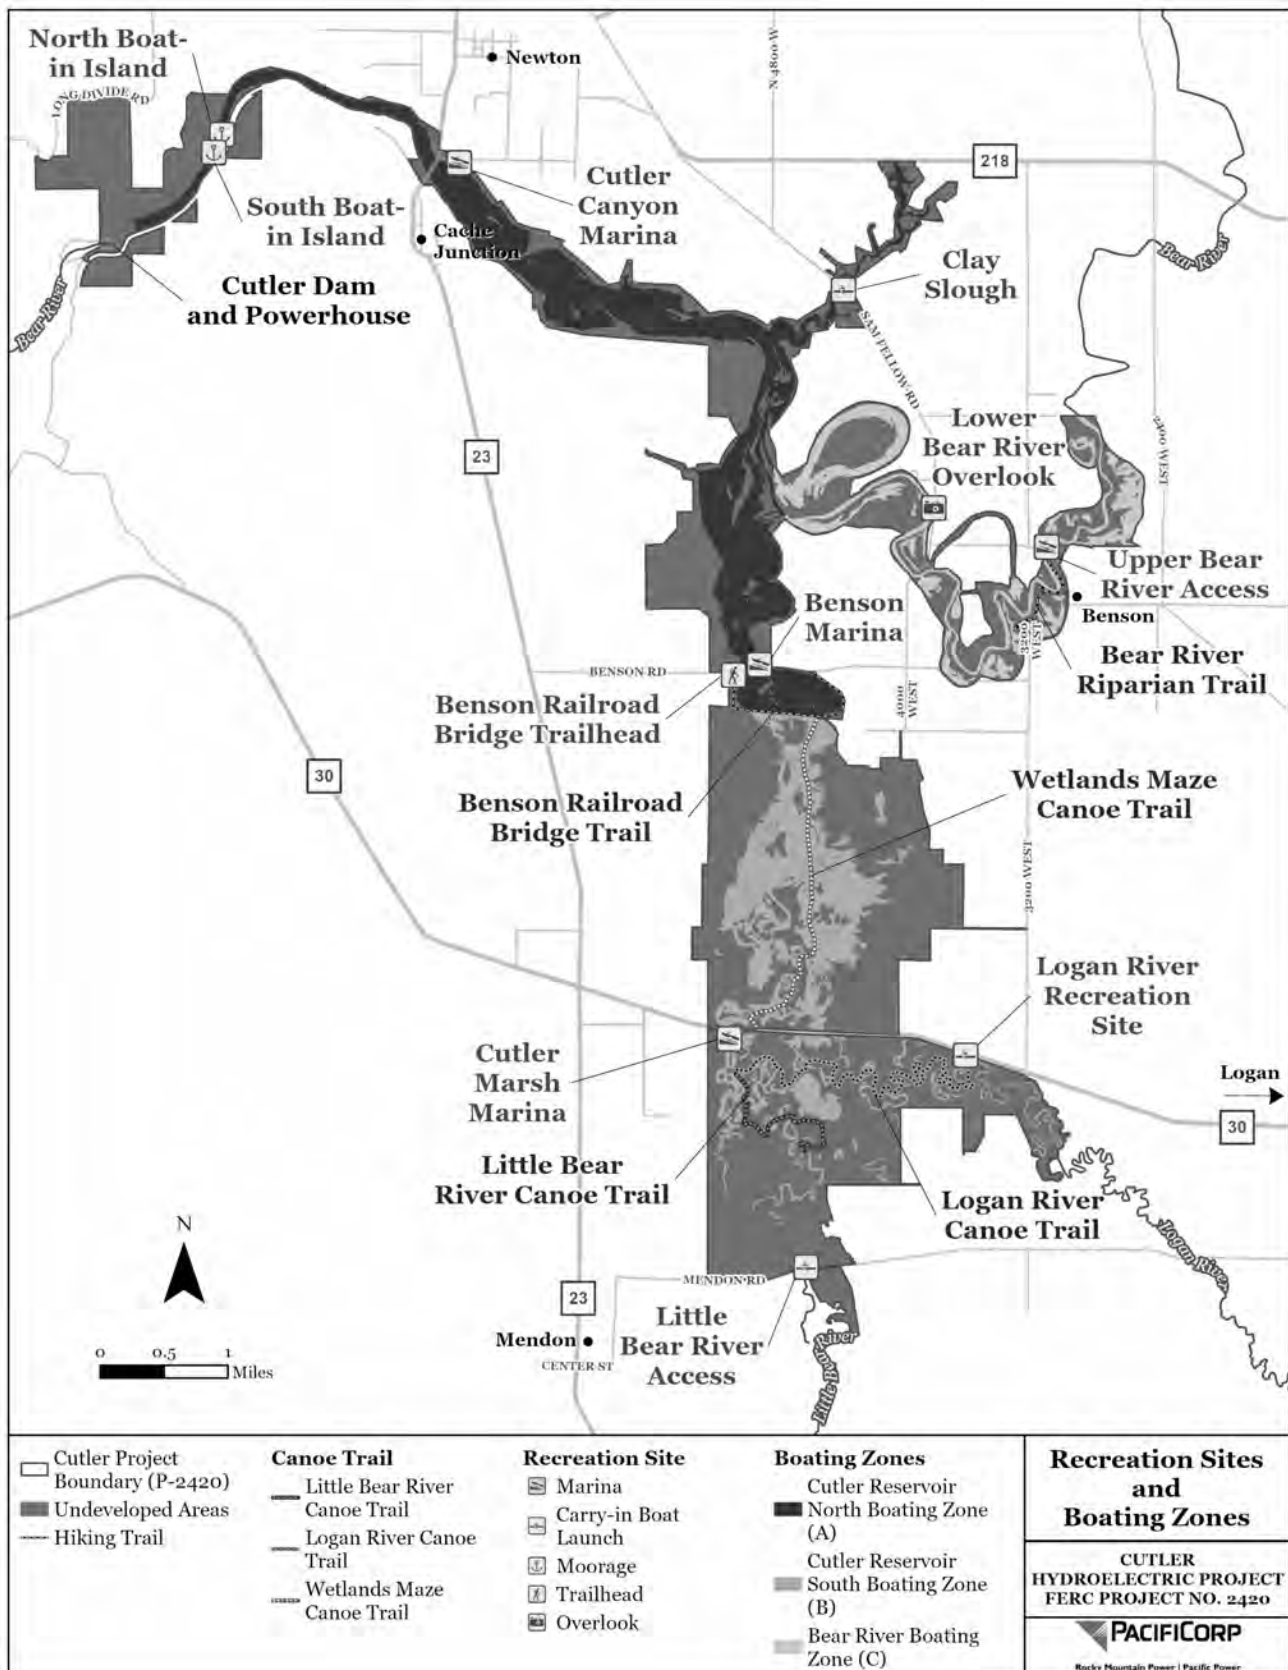 North Boat-
in Island
LONG DIVIDE RD
Newton
N 4800 W
218
Cutler
Canyon
Marina
South Boat-
in Island
Cache
Junction
Cutler Dam
and Powerhouse
Bear River
Clay
Slough
Bear River
SAM FELLOW RD
23
Lower
Bear River
Overlook
2400 WEST
Upper Bear
River Access
Benson
Benson
Marina
3200
WEST
Bear River
Riparian Trail
BENSON RD
4000
WEST
Benson Railroad
Bridge Trailhead
30
Benson Railroad
Bridge Trail
Wetlands Maze
Canoe Trail
3200 WEST
Logan River
Recreation
Site
Cutler
Marsh
Marina
Logan
30
Little Bear
River Canoe Trail
Logan River
Canoe Trail
Logan River
N
MENDON RD
23
Little
Bear River
Access
Mendon
CENTER ST
Little Bear River
0 0.5 1
Miles
Cutler Project
Boundary (P-2420)
Undeveloped Areas
Hiking Trail
Canoe Trail
Little Bear River
Canoe Trail
Logan River Canoe
Trail
Wetlands Maze
Canoe Trail
Recreation Site
Marina
Carry-in Boat
Launch
Moorage
Trailhead
Overlook
Boating Zones
Cutler Reservoir
North Boating Zone
(A)
Cutler Reservoir
South Boating Zone
(B)
Bear River Boating
Zone (C)
Recreation Sites
and
Boating Zones
CUTLER
HYDROELECTRIC PROJECT
FERC PROJECT NO. 2420
PACIFICORP
Rocky Mountain Power | Pacific Power